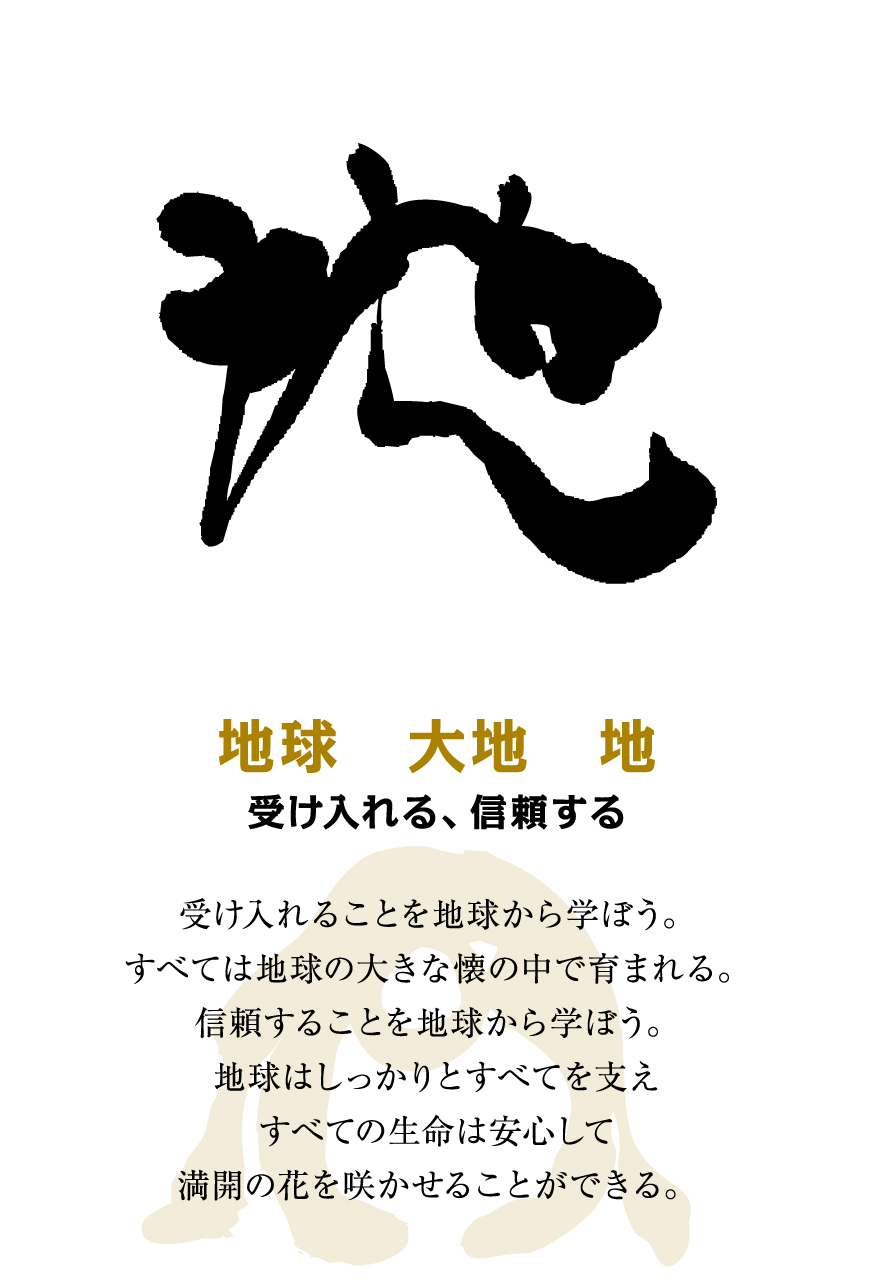 地
地球　大地　地
受け入れる、信頼する
受け入れることを地球から学ぼう。
すべては地球の大きな懐の中で育まれる。
信頼することを地球から学ぼう。
地球はしっかりとすべてを支え
すべての生命は安心して
満開の花を咲かせることができる。